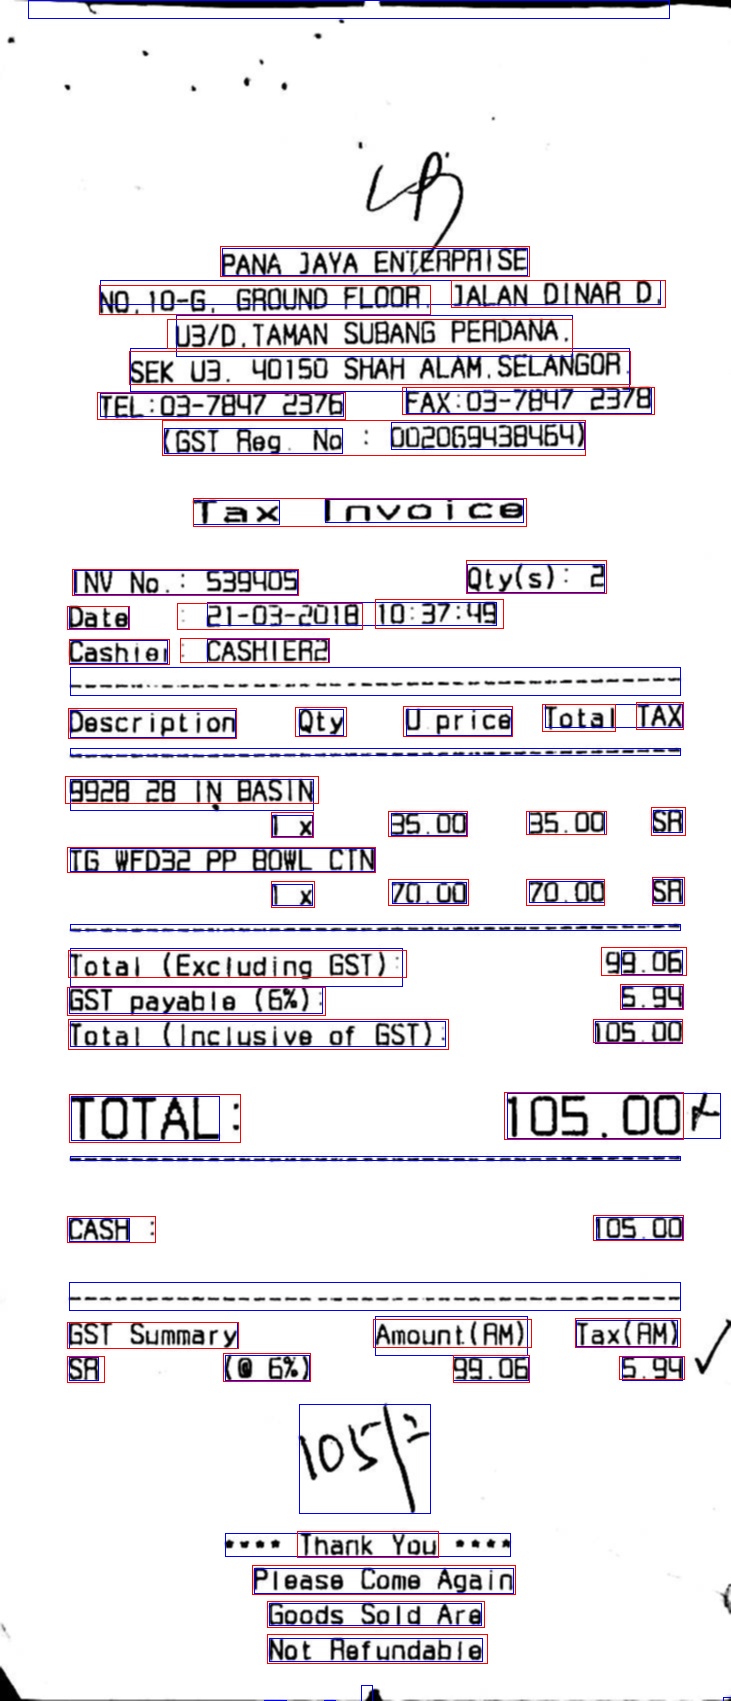 PANA JAYA ENTERPRISE
NO.10-G, GROUND FLOOR, JALAN DINAR D,
U3/D,TAMAN SUBANG PERDANA,
SEK U3, 40150 SHAH ALAM,SELANGOR.
TEL:03-7847 2376 FAX:03-7847 2378
(GST Reg. No : 002069438464)
Tax Invoice
INV No.: 539405 Qty(s): 2
Date : 21-03-2018 10:37:49
Cashier : CASHIER2
Description Qty U.price Total TAX
9928 28 IN BASIN
1 x 35.00 35.00 SR
TG WFD32 PP BOWL CTN
1 x 70.00 70.00 SR
Total (Excluding GST): 99.06
GST payable (6%): 5.94
Total (Inclusive of GST): 105.00
TOTAL: 105.00
CASH : 105.00
GST Summary Amount(RM) Tax(RM)
SR (@ 6%) 99.06 5.94
105/=
**** Thank You ****
Please Come Again
Goods Sold Are
Not Refundable